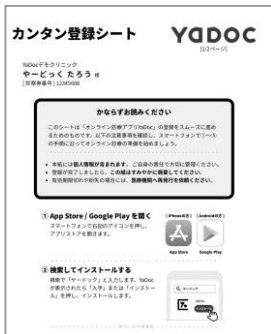 カンタン登録シート
YaDOC
[1/2ページ]
YaDocデモクリニック
やーどっく たろう 様
[診察券番号] 12345688
かならずお読みください
このシートは「オンライン診療アプリYaDoc」の登録をスムーズに進め
るためのものです。以下の注意事項を確認し、スマートフォンで①〜③
の手順に沿ってオンライン診療の準備を始めましょう。
• 本紙には個人情報が含まれます。ご自身の責任で大切に管理ください。
• 登録が完了しましたら、この紙はすみやかに廃棄してください。
• 有効期限切れや紛失の場合には、医療機関へ再発行を依頼ください。
① App Store / Google Play を開く
スマートフォンで右記のアイコンを押し、
アプリストアを開きます。
[iPhoneの方] [Androidの方]
App Store Google Play
② 検索してインストールする
検索で「ヤードック」と入力します。YaDoc
が表示されたら「入手」または「インストー
ル」を押し、インストールします。
ヤードック
YaDoc
インストール